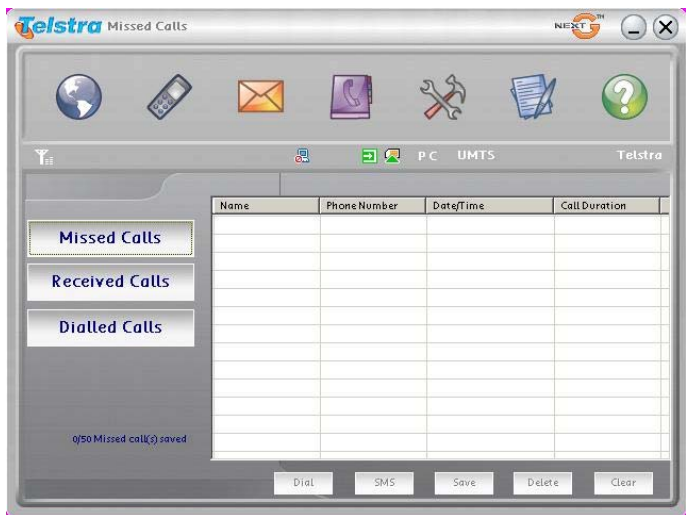 Telstra Missed Calls NEXT G™
PC UMTS Telstra
Name Phone Number Date/Time Call Duration
Missed Calls
Received Calls
Dialled Calls
0/50 Missed call(s) saved
Dial SMS Save Delete Clear